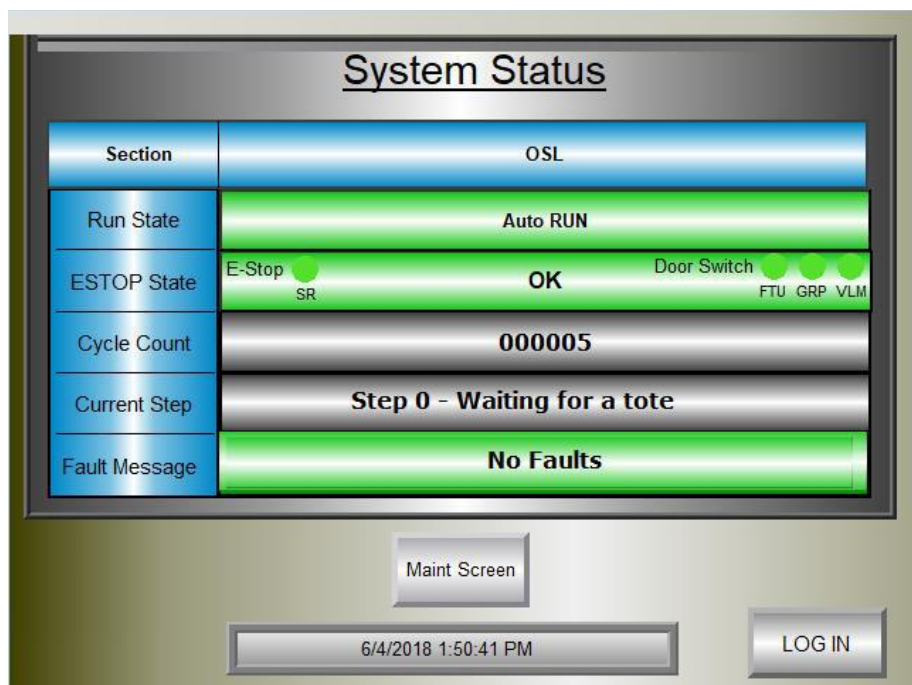 System Status
Section OSL
Run State Auto RUN
ESTOP State E-Stop SR OK Door Switch FTU GRP VLM
Cycle Count 000005
Current Step Step 0 - Waiting for a tote
Fault Message No Faults
Maint Screen
6/4/2018 1:50:41 PM
LOG IN